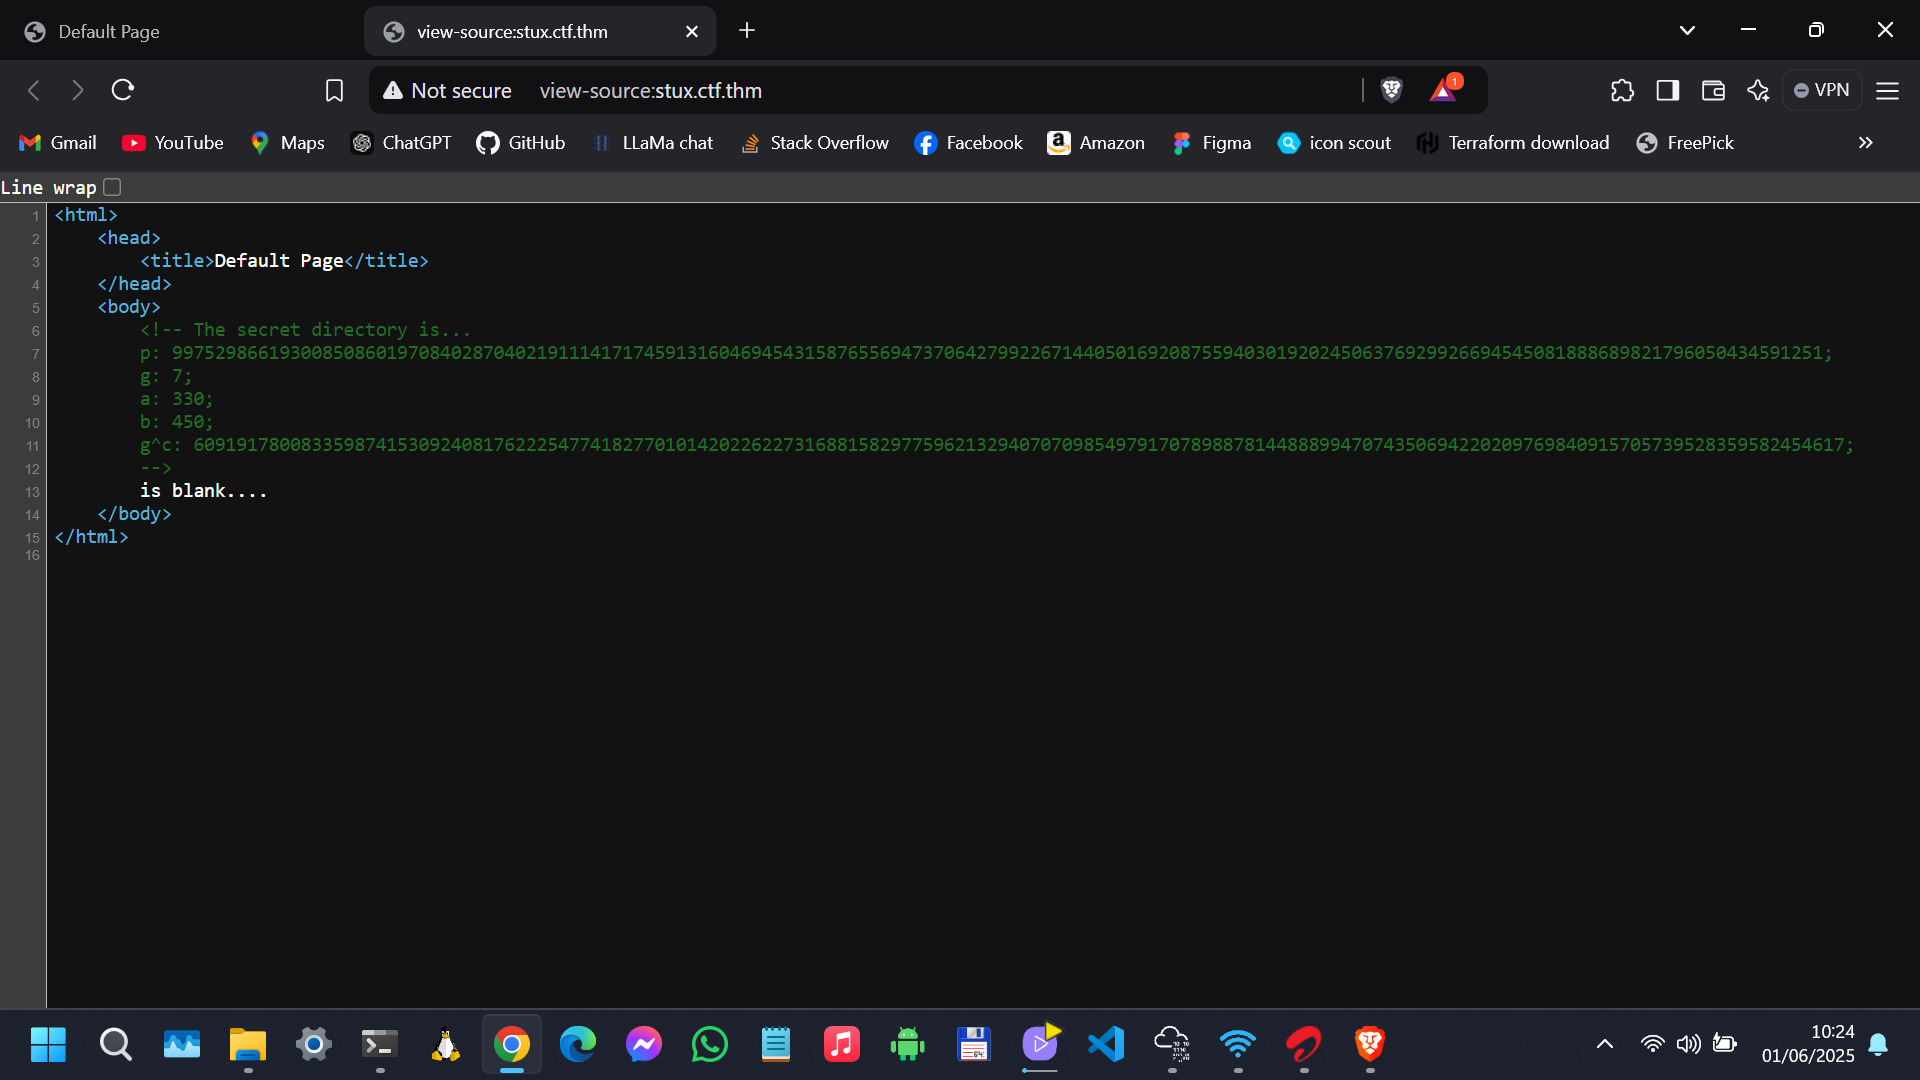 Default Page
view-source:stux.ctf.thm
Not secure view-source:stux.ctf.thm
1
VPN
Gmail YouTube Maps ChatGPT GitHub LLaMa chat Stack Overflow Facebook Amazon Figma icon scout Terraform download FreePick
Line wrap
1 <html>
2 <head>
3 <title>Default Page</title>
4 </head>
5 <body>
6 <!-- The secret directory is...
7 p: 9975298661930085086019708402870402191114171745913160469454315876556947370642799226714405016920875594030192024506376929926694545081888689821796050434591251;
8 g: 7;
9 a: 330;
10 b: 450;
11 g^c: 6091917800833598741530924081762225477418277010142022622731688158297759621329407070985497917078988781448889947074350694220209769840915705739528359582454617;
12 -->
13 is blank....
14 </body>
15 </html>
16
64%
10:24
01/06/2025